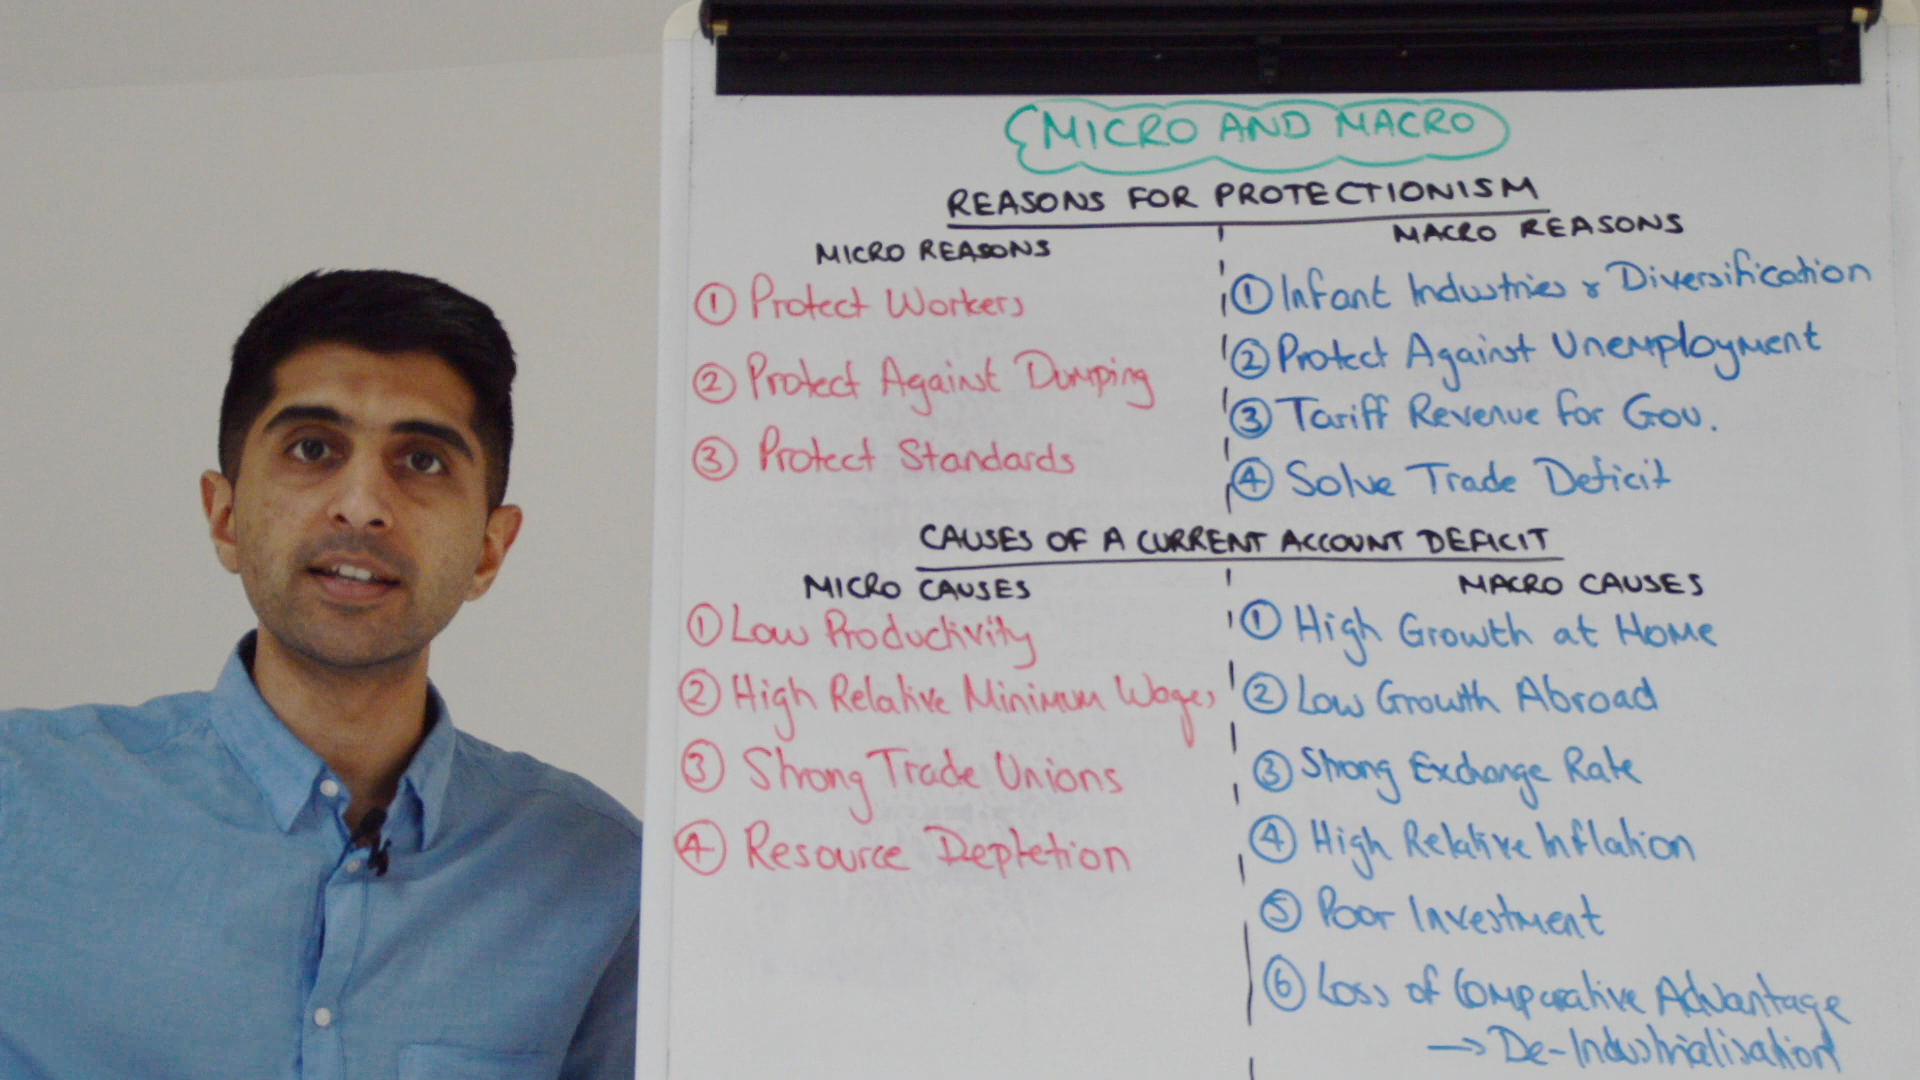 MICRO AND MACRO
REASONS FOR PROTECTIONISM
MICRO REASONS
① Protect Workers
② Protect Against Dumping
③ Protect Standards
MACRO REASONS
① Infant Industries & Diversification
② Protect Against Unemployment
③ Tariff Revenue for Gov.
④ Solve Trade Deficit
CAUSES OF A CURRENT ACCOUNT DEFICIT
MICRO CAUSES
① Low Productivity
② High Relative Minimum Wages
③ Strong Trade Unions
④ Resource Depletion
MACRO CAUSES
① High Growth at Home
② Low Growth Abroad
③ Strong Exchange Rate
④ High Relative Inflation
⑤ Poor Investment
⑥ Loss of Comparative Advantage
→ De-Industrialisation